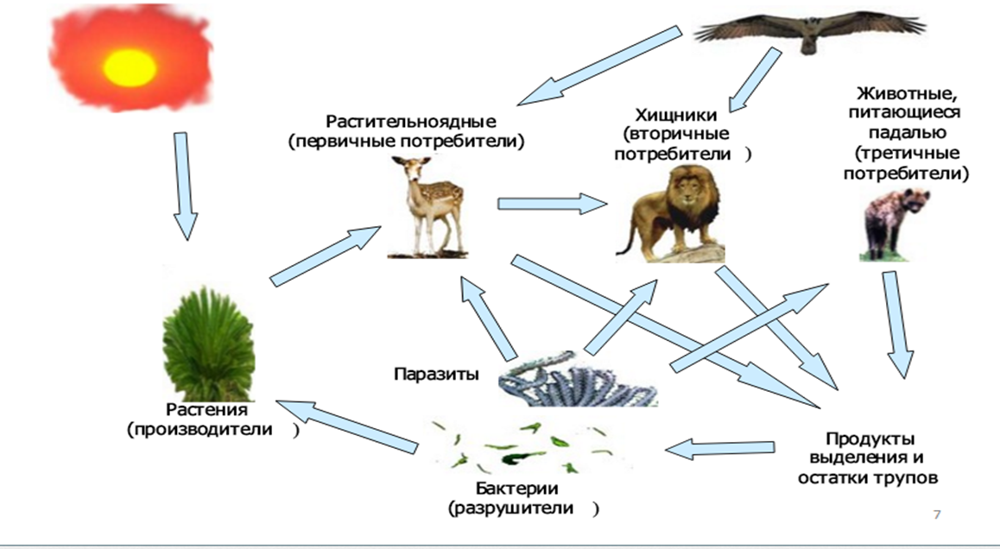 Растительноядные
(первичные потребители)
Хищники
(вторичные
потребители )
Животные,
питающиеся
падалью
(третичные
потребители)
Паразиты
Растения
(производители )
Бактерии
(разрушители )
Продукты
выделения и
остатки трупов
7